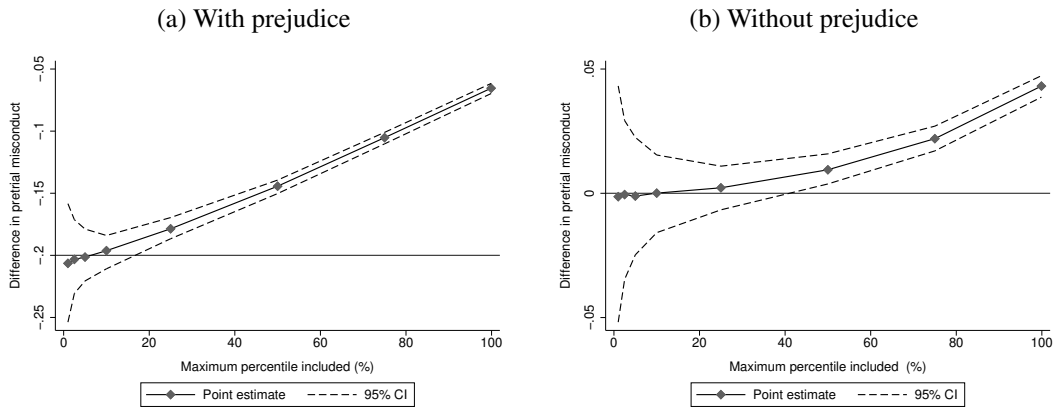 (a) With prejudice
(b) Without prejudice
-.05
-.1
-.15
-.2
-.25
Difference in pretrial misconduct
0
20
40
60
80
100
Maximum percentile included (%)
Point estimate
95% CI
.05
0
-.05
Difference in pretrial misconduct
0
20
40
60
80
100
Maximum percentile included (%)
Point estimate
95% CI